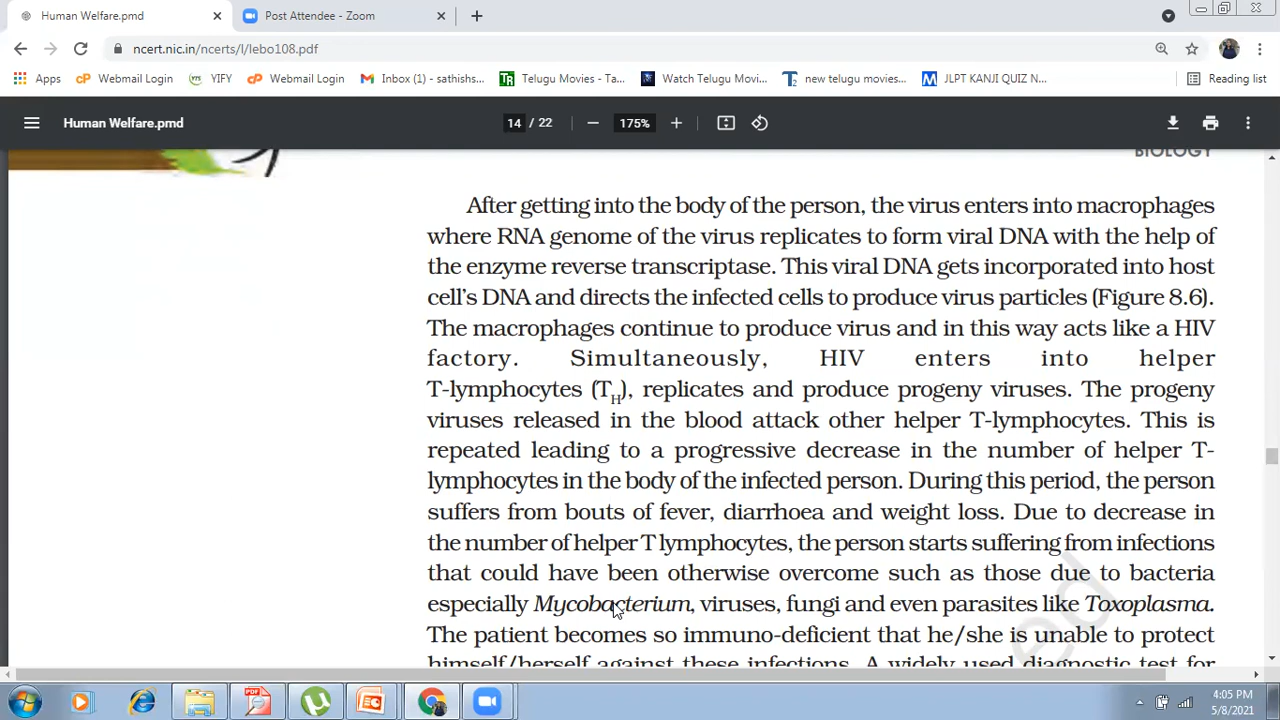 Human Welfare.pmd
Post Attendee - Zoom
ncert.nic.in/ncerts/l/lebo108.pdf
Apps
Webmail Login
YIFY
Webmail Login
Inbox (1) - sathishs...
Telugu Movies - Ta...
Watch Telugu Movi...
new telugu movies...
JLPT KANJI QUIZ N...
Reading list
Human Welfare.pmd
14 / 22
175%
BIOLOGY
After getting into the body of the person, the virus enters into macrophages
where RNA genome of the virus replicates to form viral DNA with the help of
the enzyme reverse transcriptase. This viral DNA gets incorporated into host
cell's DNA and directs the infected cells to produce virus particles (Figure 8.6).
The macrophages continue to produce virus and in this way acts like a HIV
factory. Simultaneously, HIV enters into helper
T-lymphocytes (TH), replicates and produce progeny viruses. The progeny
viruses released in the blood attack other helper T-lymphocytes. This is
repeated leading to a progressive decrease in the number of helper T-
lymphocytes in the body of the infected person. During this period, the person
suffers from bouts of fever, diarrhoea and weight loss. Due to decrease in
the number of helper T lymphocytes, the person starts suffering from infections
that could have been otherwise overcome such as those due to bacteria
especially Mycobacterium, viruses, fungi and even parasites like Toxoplasma.
The patient becomes so immuno-deficient that he/she is unable to protect
himself/herself against these infections. A widely used diagnostic test for
4:05 PM
5/8/2021